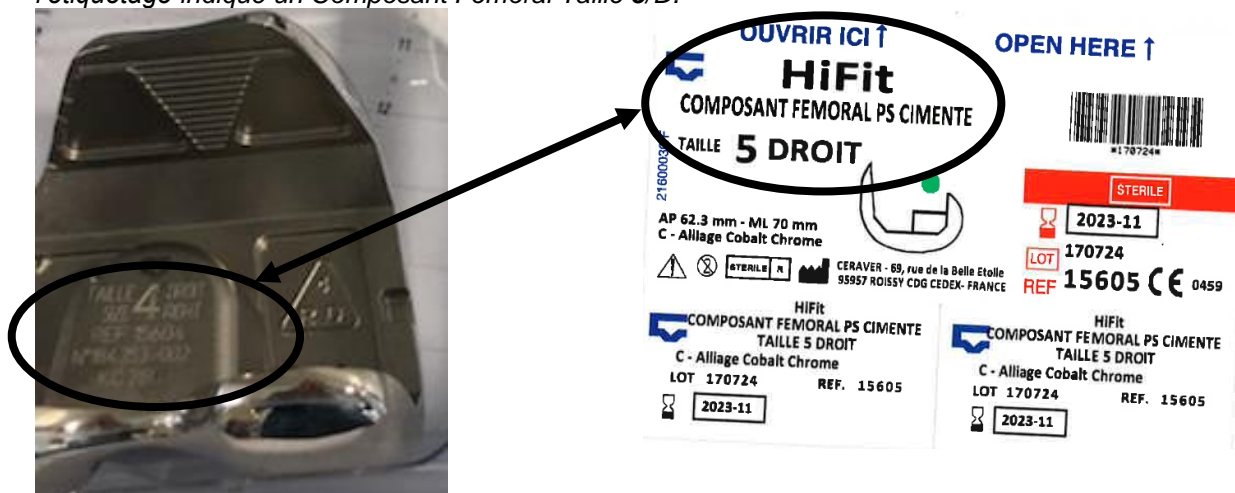 l'étiquetage indique un Composant Fémoral Taille 5/D.
11
12
TAILLE 4 DROIT
SIZE RIGHT
REF 15604
OUVRIR ICI ↑
OPEN HERE ↑
HiFit
COMPOSANT FEMORAL PS CIMENTE
TAILLE 5 DROIT
*170724*
STERILE
2023-11
LOT 170724
REF 15605 CE 0459
AP 62.3 mm - ML 70 mm
C - Alliage Cobalt Chrome
STERILE R
CERAVER - 69, rue de la Belle Etoile
95957 ROISSY CDG CEDEX- FRANCE
HiFit
COMPOSANT FEMORAL PS CIMENTE
TAILLE 5 DROIT
C - Alliage Cobalt Chrome
LOT 170724 REF. 15605
2023-11
HiFit
COMPOSANT FEMORAL PS CIMENTE
TAILLE 5 DROIT
C - Alliage Cobalt Chrome
LOT 170724 REF. 15605
2023-11